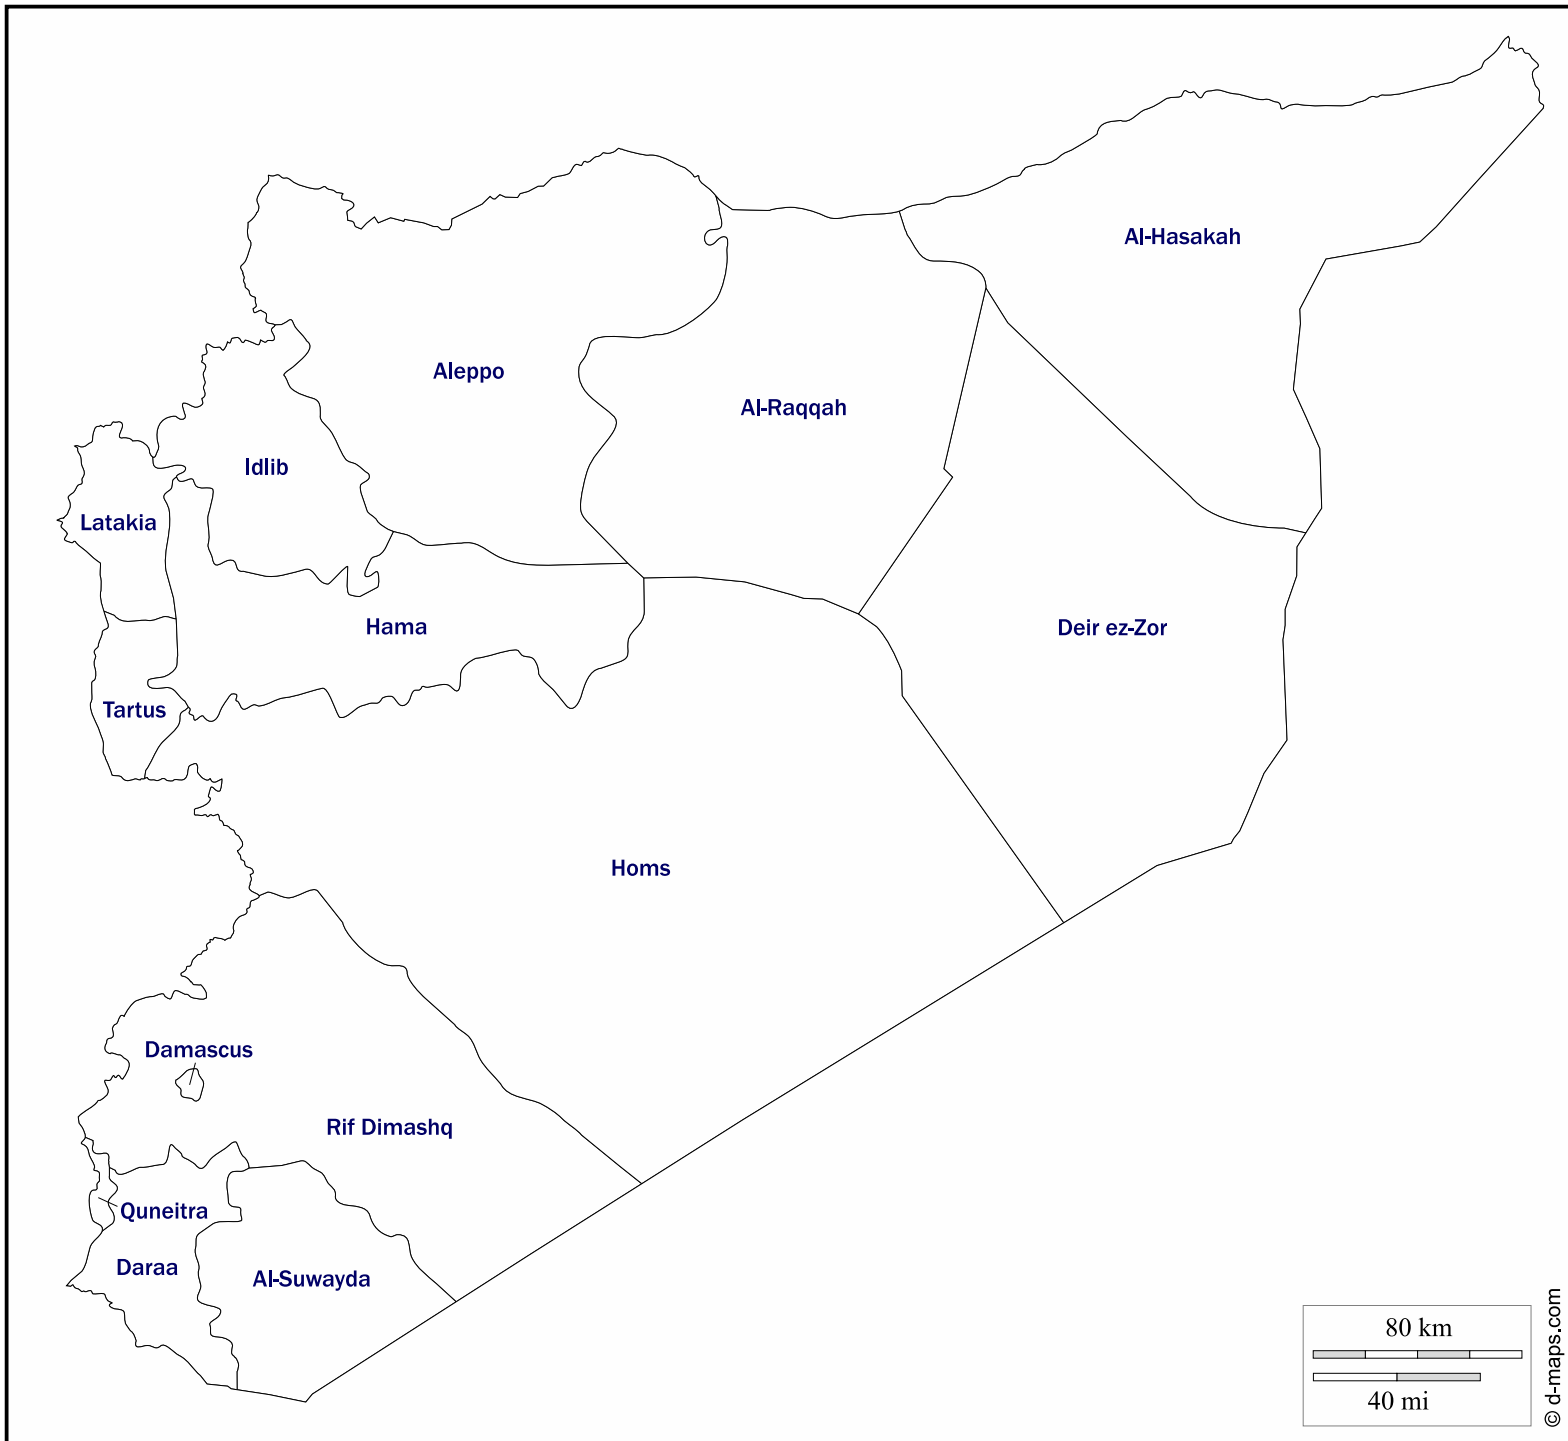 Al-Hasakah
Aleppo
Al-Raqqah
Idlib
Latakia
Hama
Deir ez-Zor
Tartus
Homs
Damascus
Rif Dimashq
Quneitra
Daraa
Al-Suwayda
80 km
40 mi
© d-maps.com